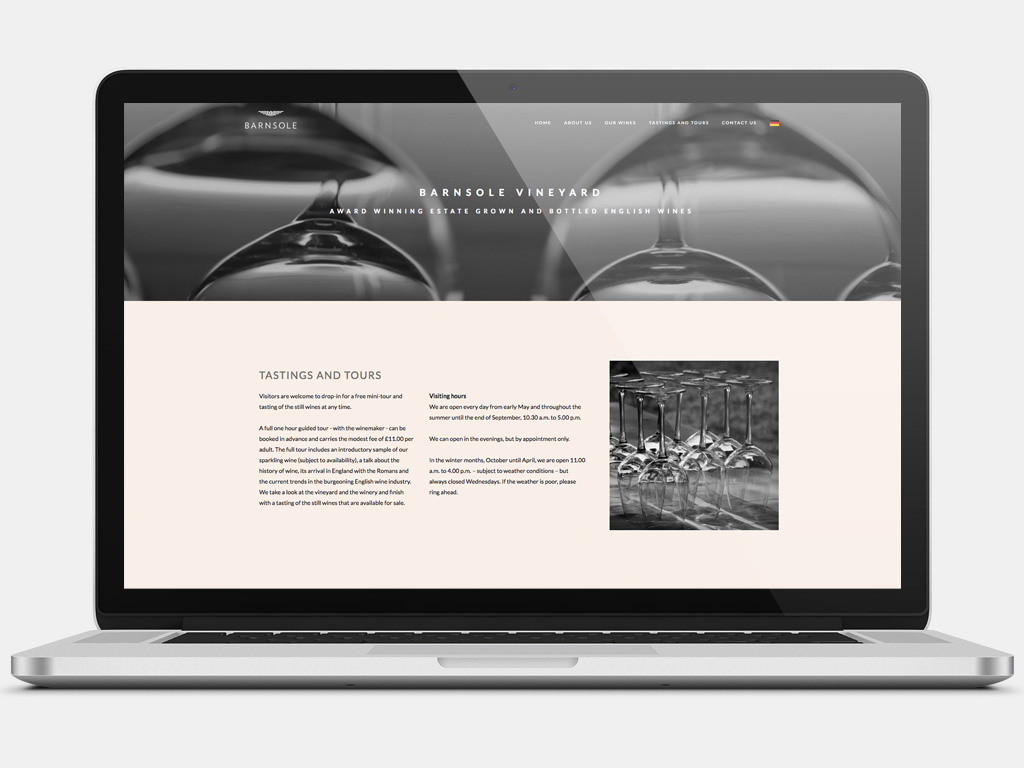 BARNSOLE
HOME ABOUT US OUR WINES TASTINGS AND TOURS CONTACT US
BARNSOLE VINEYARD
AWARD WINNING ESTATE GROWN AND BOTTLED ENGLISH WINES
TASTINGS AND TOURS
Visitors are welcome to drop-in for a free mini-tour and
tasting of the still wines at any time.
A full one hour guided tour - with the winemaker - can be
booked in advance and carries the modest fee of £11.00 per
adult. The full tour includes an introductory sample of our
sparkling wine (subject to availability), a talk about the
history of wine, its arrival in England with the Romans and
the current trends in the burgeoning English wine industry.
We take a look at the vineyard and the winery and finish
with a tasting of the still wines that are available for sale.
Visiting hours
We are open every day from early May and throughout the
summer until the end of September, 10.30 a.m. to 5.00 p.m.
We can open in the evenings, but by appointment only.
In the winter months, October until April, we are open 11.00
a.m. to 4.00 p.m. – subject to weather conditions – but
always closed Wednesdays. If the weather is poor, please
ring ahead.